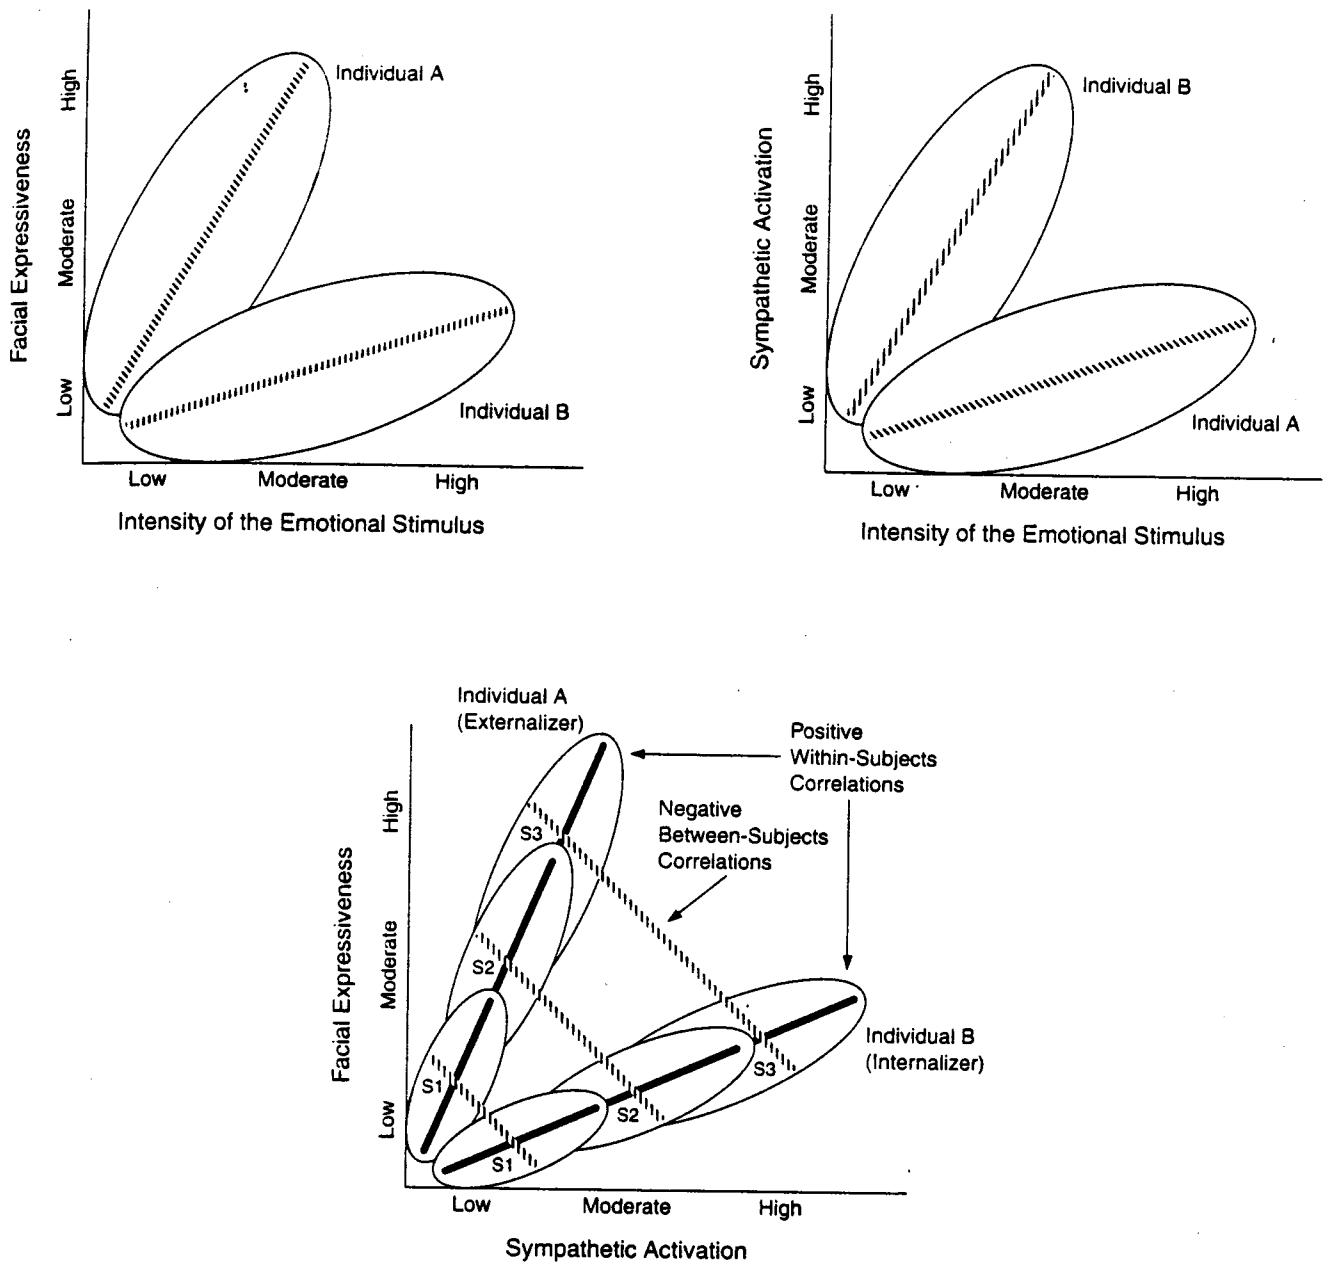 Individual A
High
Moderate
Low
Facial Expressiveness
Individual B
Low
Moderate
High
Intensity of the Emotional Stimulus
Individual B
High
Moderate
Low
Sympathetic Activation
Individual A
Low
Moderate
High
Intensity of the Emotional Stimulus
Individual A
(Externalizer)
Positive
Within-Subjects
Correlations
Negative
Between-Subjects
Correlations
High
Moderate
Low
Facial Expressiveness
S3
S2
S1
S3
S2
S1
Individual B
(Internalizer)
Low
Moderate
High
Sympathetic Activation